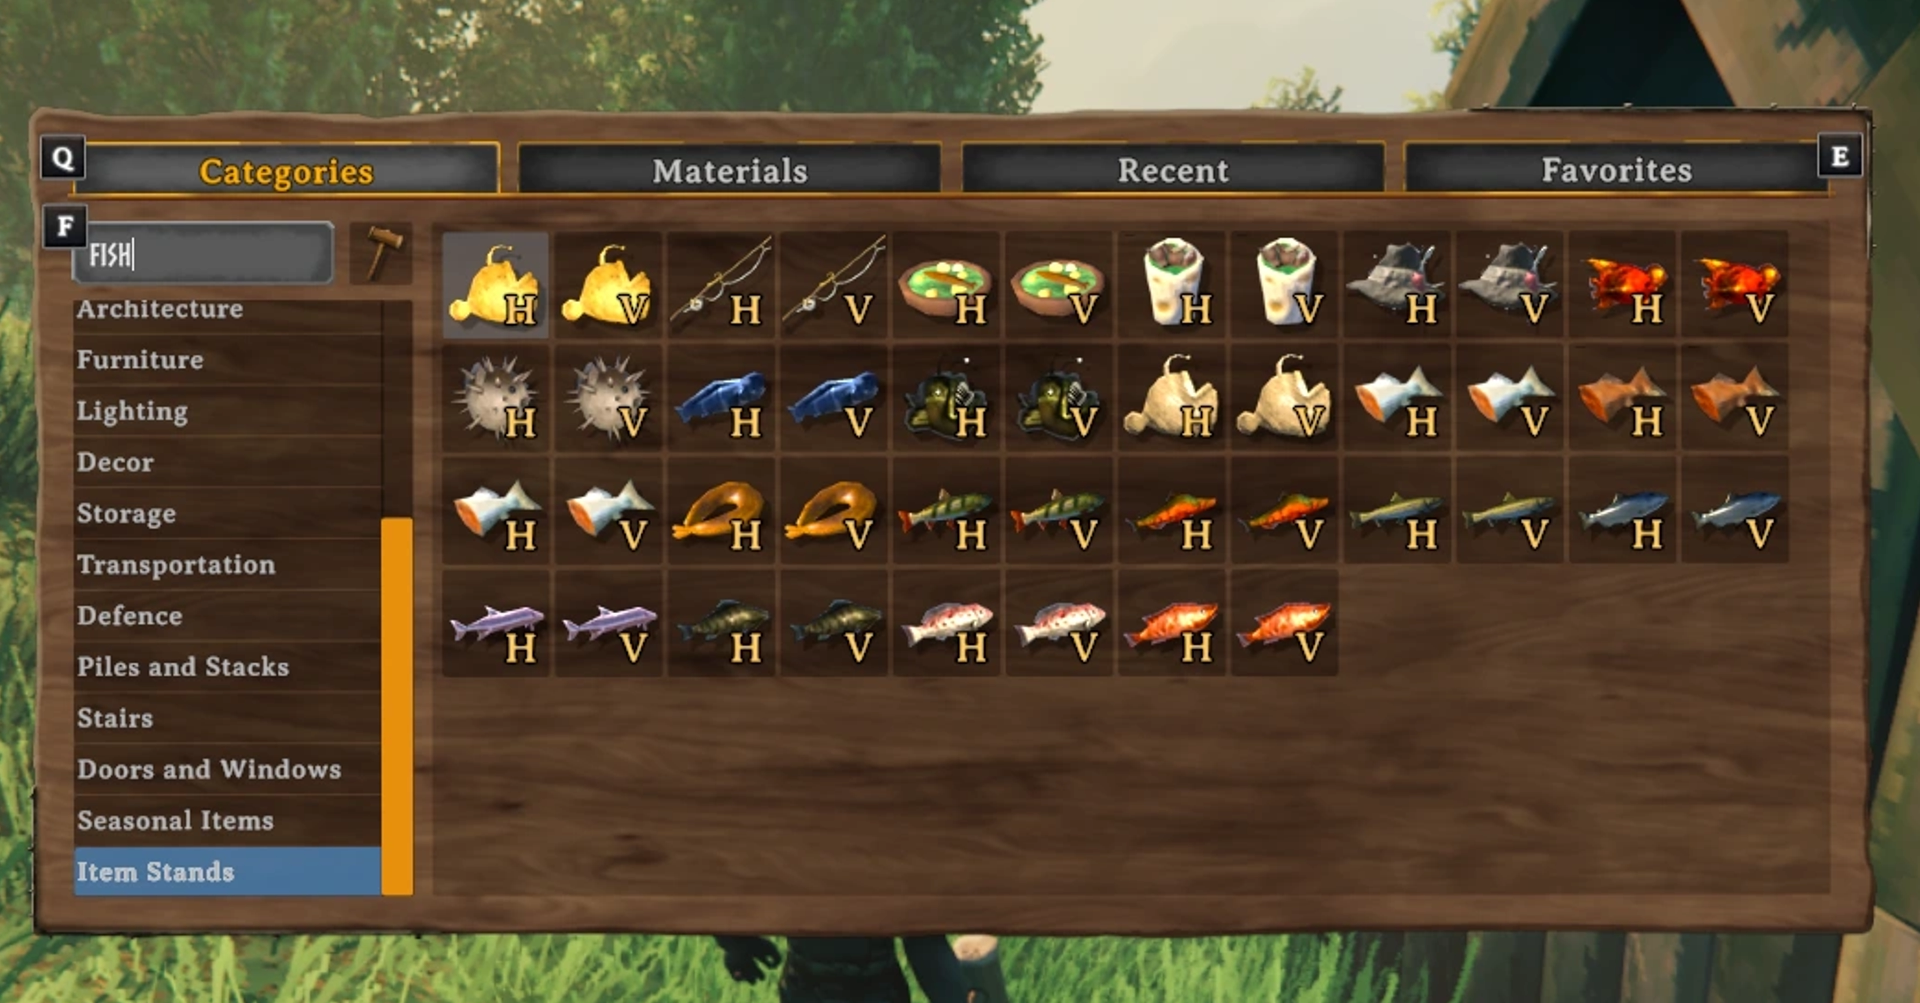 Q Categories Materials Recent Favorites E
F FISH
Architecture
Furniture
Lighting
Decor
Storage
Transportation
Defence
Piles and Stacks
Stairs
Doors and Windows
Seasonal Items
Item Stands
H V H V H V H V H V H V
H V H V H V H V H V H V
H V H V H V H V H V H V
H V H V H V H V